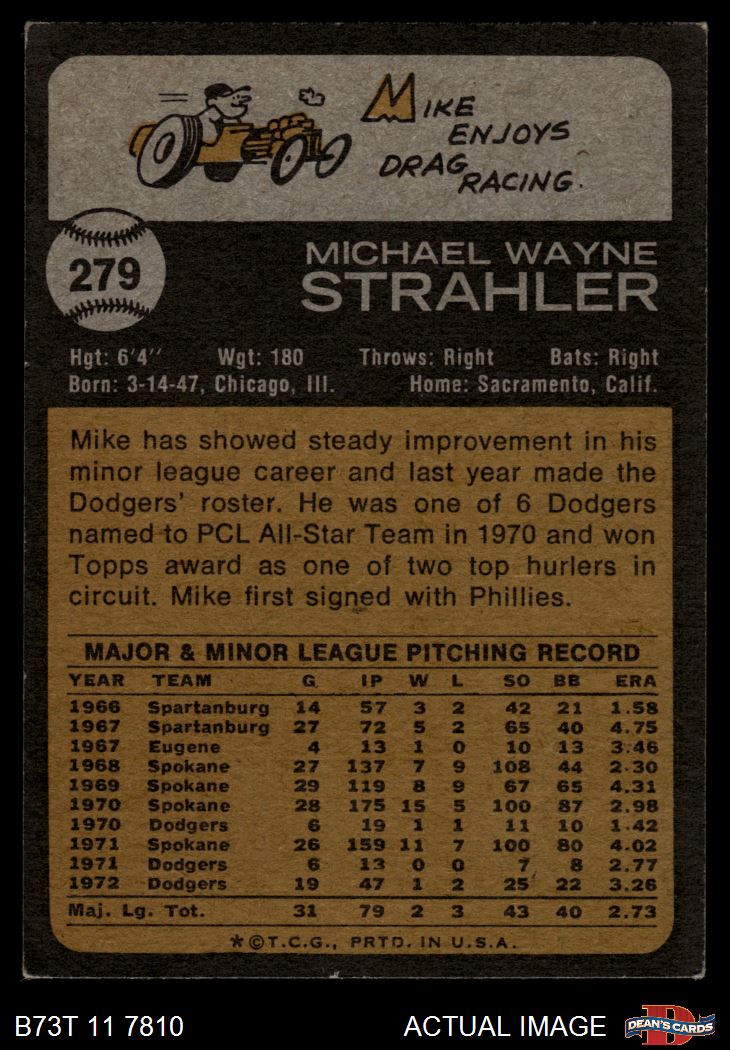 MIKE
ENJOYS
DRAG
RACING.
279
MICHAEL WAYNE
STRAHLER
Hgt: 6'4" Wgt: 180 Throws: Right Bats: Right
Born: 3-14-47, Chicago, Ill. Home: Sacramento, Calif.
Mike has showed steady improvement in his
minor league career and last year made the
Dodgers' roster. He was one of 6 Dodgers
named to PCL All-Star Team in 1970 and won
Topps award as one of two top hurlers in
circuit. Mike first signed with Phillies.
MAJOR & MINOR LEAGUE PITCHING RECORD
YEAR TEAM G IP W L SO BB ERA
1966 Spartanburg 14 57 3 2 42 21 1.58
1967 Spartanburg 27 72 5 2 65 40 4.75
1967 Eugene 4 13 1 0 10 13 3.46
1968 Spokane 27 137 7 9 108 44 2.30
1969 Spokane 29 119 8 9 67 65 4.31
1970 Spokane 28 175 15 5 100 87 2.98
1970 Dodgers 6 19 1 1 11 10 1.42
1971 Spokane 26 159 11 7 100 80 4.02
1971 Dodgers 6 13 0 0 7 8 2.77
1972 Dodgers 19 47 1 2 25 22 3.26
Maj. Lg. Tot. 31 79 2 3 43 40 2.73
*©T.C.G., PRTD. IN U.S.A.
B73T 11 7810 ACTUAL IMAGE
D
DEAN'S CARDS